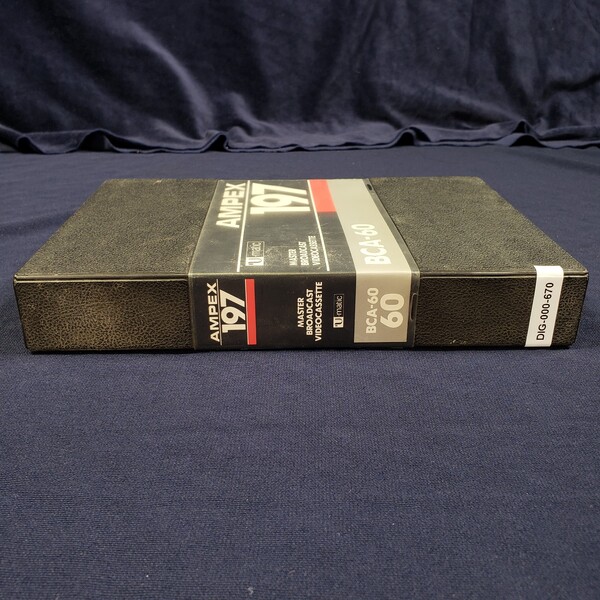 AMPEX
197
U-matic
MASTER
BROADCAST
VIDEOCASSETTE
BCA-60
AMPEX
197
MASTER
BROADCAST
VIDEOCASSETTE
U-matic
BCA-60
60
DIG-000-670